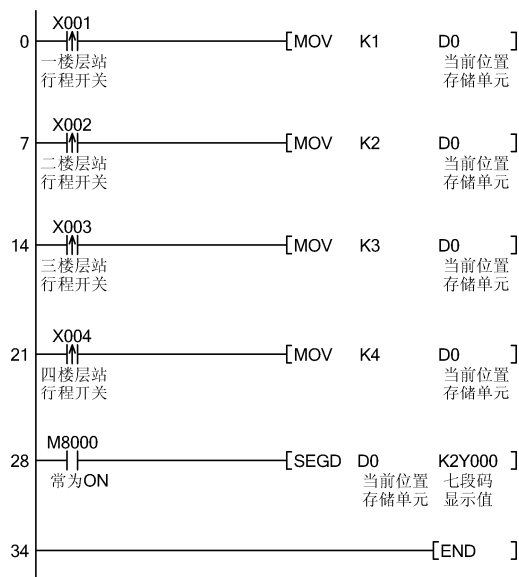 X001
0 [MOV K1 D0 ]
一楼层站 当前位置
行程开关 存储单元
X002
7 [MOV K2 D0 ]
二楼层站 当前位置
行程开关 存储单元
X003
14 [MOV K3 D0 ]
三楼层站 当前位置
行程开关 存储单元
X004
21 [MOV K4 D0 ]
四楼层站 当前位置
行程开关 存储单元
M8000
28 [SEGD D0 K2Y000 ]
常为ON 当前位置 七段码
存储单元 显示值
34 [END ]